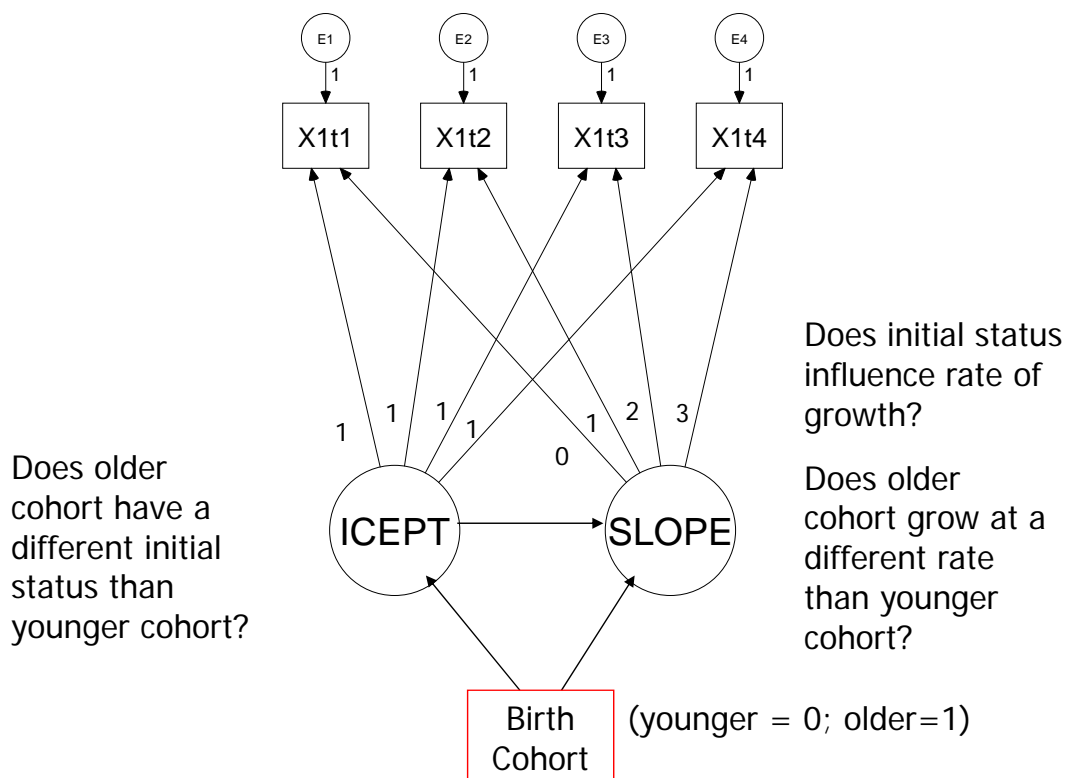 E1 E2 E3 E4
1 1 1 1
X1t1 X1t2 X1t3 X1t4
Does initial status
influence rate of
growth?
1 1 1 1 0 1 2 3
Does older
cohort have a
different initial
status than
younger cohort?
ICEPT SLOPE
Does older
cohort grow at a
different rate
than younger
cohort?
Birth
Cohort
(younger = 0; older=1)